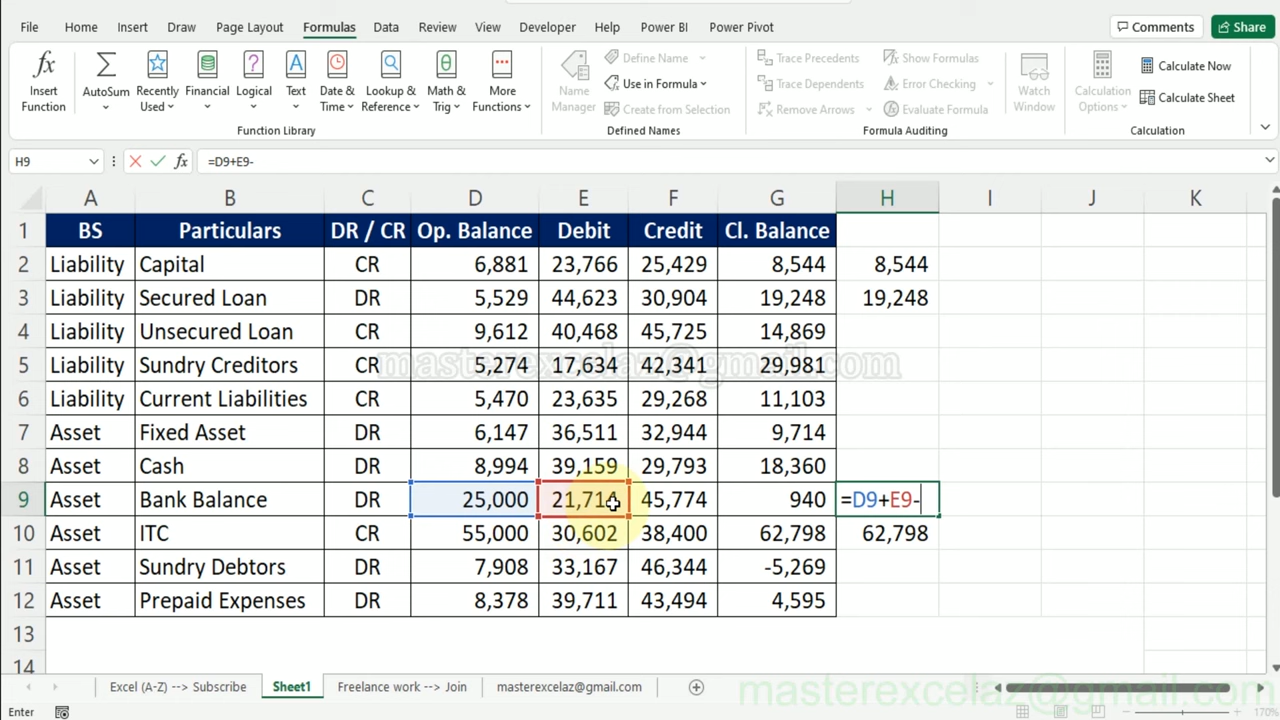 File Home Insert Draw Page Layout Formulas Data Review View Developer Help Power BI Power Pivot Comments Share
fx Insert Function AutoSum Recently Used Financial Logical Text Date & Time Lookup & Reference Math & Trig More Functions
Function Library
Name Manager Define Name Use in Formula Create from Selection
Defined Names
Trace Precedents Trace Dependents Remove Arrows Show Formulas Error Checking Evaluate Formula
Formula Auditing
Watch Window
Calculation Options Calculate Now Calculate Sheet
Calculation
H9 fx =D9+E9-
A B C D E F G H I J K
1 BS Particulars DR / CR Op. Balance Debit Credit Cl. Balance
2 Liability Capital CR 6,881 23,766 25,429 8,544 8,544
3 Liability Secured Loan DR 5,529 44,623 30,904 19,248 19,248
4 Liability Unsecured Loan CR 9,612 40,468 45,725 14,869
5 Liability Sundry Creditors CR 5,274 17,634 42,341 29,981
masterexcelaz@gmail.com
6 Liability Current Liabilities CR 5,470 23,635 29,268 11,103
7 Asset Fixed Asset DR 6,147 36,511 32,944 9,714
8 Asset Cash DR 8,994 39,159 29,793 18,360
9 Asset Bank Balance DR 25,000 21,714 45,774 940 =D9+E9-
10 Asset ITC CR 55,000 30,602 38,400 62,798 62,798
11 Asset Sundry Debtors DR 7,908 33,167 46,344 -5,269
12 Asset Prepaid Expenses DR 8,378 39,711 43,494 4,595
13
14
Excel (A-Z) --> Subscribe Sheet1 Freelance work --> Join masterexcelaz@gmail.com
masterexcelaz@gmail.com
Enter 170%